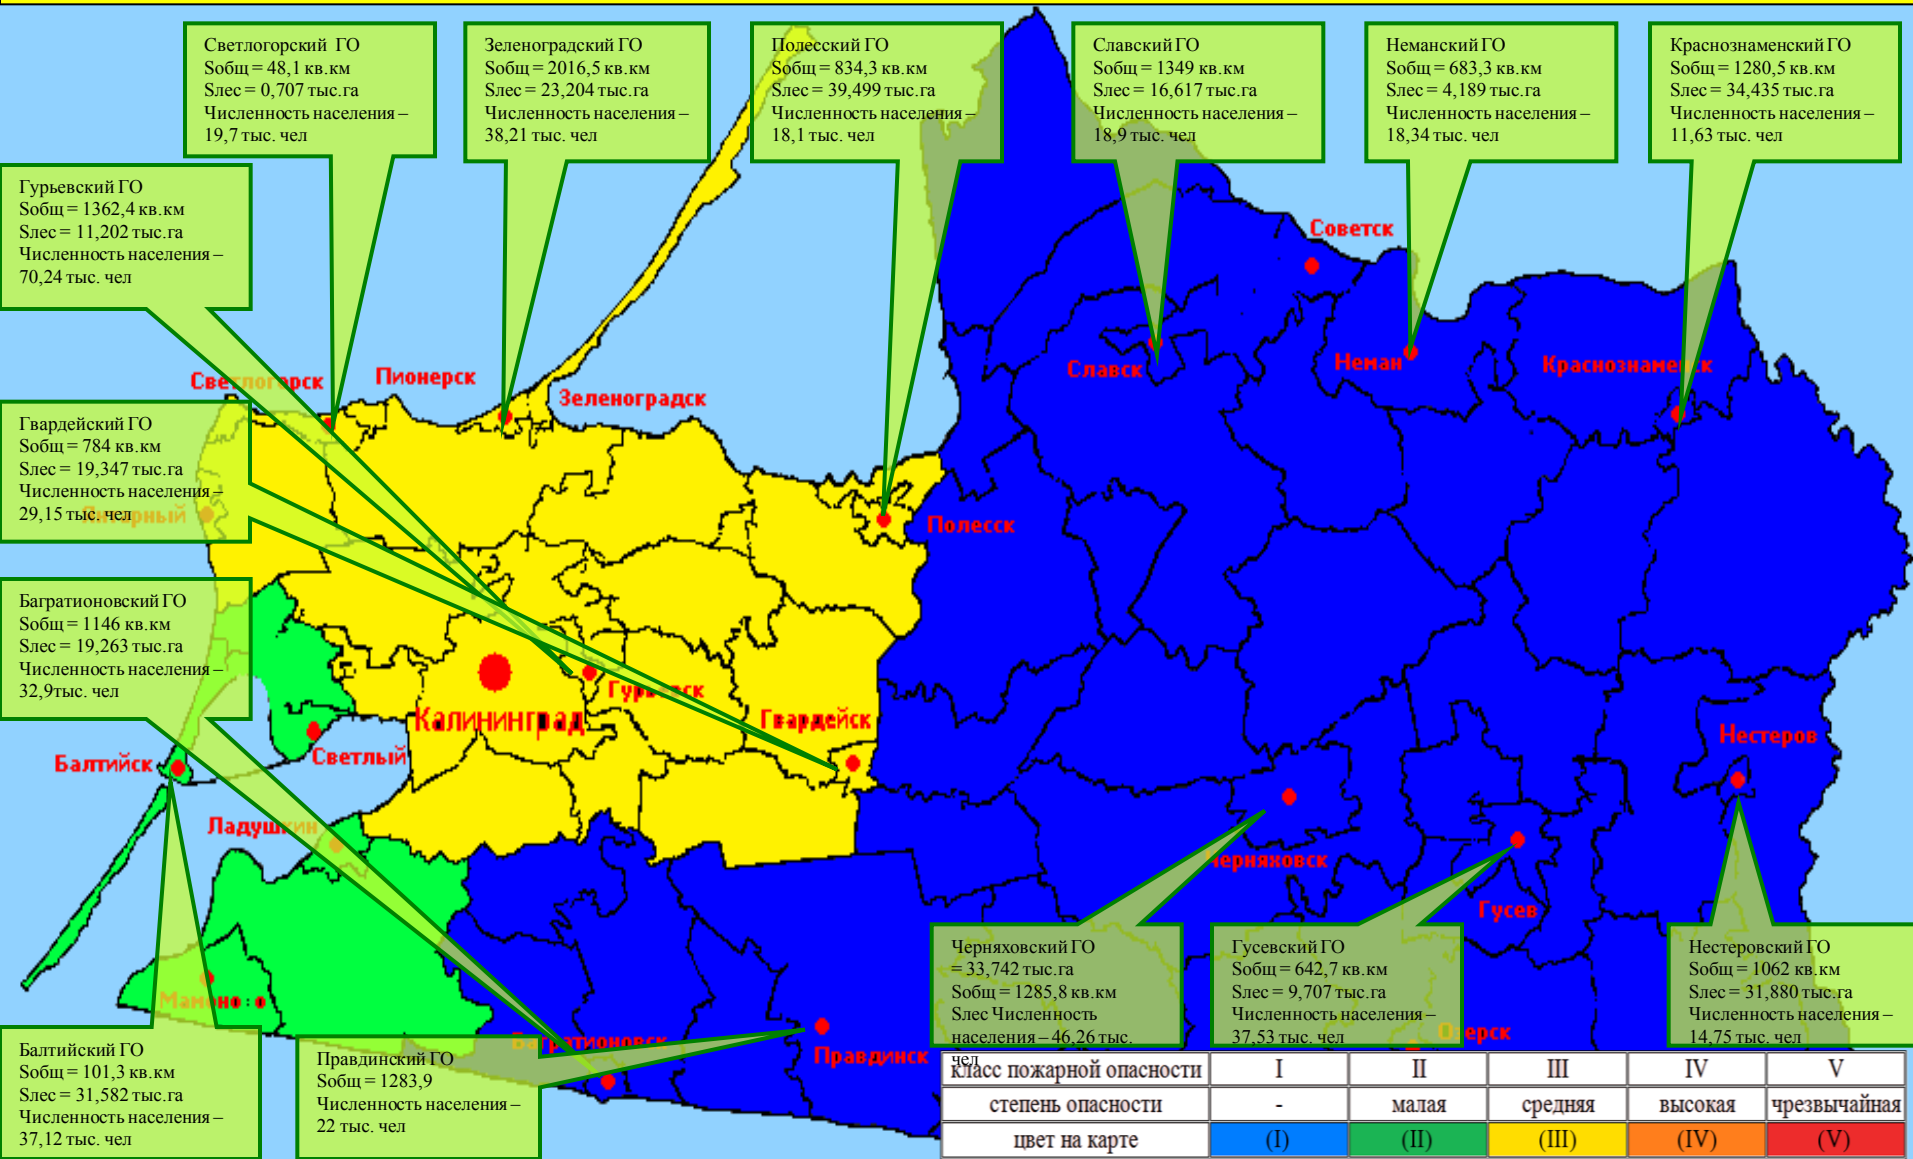 Светлогорский ГО
Sобщ = 48,1 кв.км
Sлес = 0,707 тыс.га
Численность населения –
19,7 тыс. чел
Зеленоградский ГО
Sобщ = 2016,5 кв.км
Sлес = 23,204 тыс.га
Численность населения –
38,21 тыс. чел
Полесский ГО
Sобщ = 834,3 кв.км
Sлес = 39,499 тыс.га
Численность населения –
18,1 тыс. чел
Славский ГО
Sобщ = 1349 кв.км
Sлес = 16,617 тыс.га
Численность населения –
18,9 тыс. чел
Неманский ГО
Sобщ = 683,3 кв.км
Sлес = 4,189 тыс.га
Численность населения –
18,34 тыс. чел
Краснознаменский ГО
Sобщ = 1280,5 кв.км
Sлес = 34,435 тыс.га
Численность населения –
11,63 тыс. чел
Гурьевский ГО
Sобщ = 1362,4 кв.км
Sлес = 11,202 тыс.га
Численность населения –
70,24 тыс. чел
Советск
Неман
Славск
Краснознаменск
Светлогорск
Пионерск
Зеленоградск
Гвардейский ГО
Sобщ = 784 кв.км
Sлес = 19,347 тыс.га
Численность населения –
29,15 тыс. чел
Янтарный
Полесск
Багратионовский ГО
Sобщ = 1146 кв.км
Sлес = 19,263 тыс.га
Численность населения –
32,9тыс. чел
Гурьевск
Калининград
Гвардейск
Нестеров
Светлый
Балтийск
Ладушкин
Черняховск
Гусев
Мамоново
Багратионовск
Правдинск
Озерск
Черняховский ГО
= 33,742 тыс.га
Sобщ = 1285,8 кв.км
Sлес Численность
населения – 46,26 тыс.
чел
Гусевский ГО
Sобщ = 642,7 кв.км
Sлес = 9,707 тыс.га
Численность населения –
37,53 тыс. чел
Нестеровский ГО
Sобщ = 1062 кв.км
Sлес = 31,880 тыс.га
Численность населения –
14,75 тыс. чел
Балтийский ГО
Sобщ = 101,3 кв.км
Sлес = 31,582 тыс.га
Численность населения –
37,12 тыс. чел
Правдинский ГО
Sобщ = 1283,9
Численность населения –
22 тыс. чел
класс пожарной опасности I II III IV V
степень опасности - малая средняя высокая чрезвычайная
цвет на карте (I) (II) (III) (IV) (V)